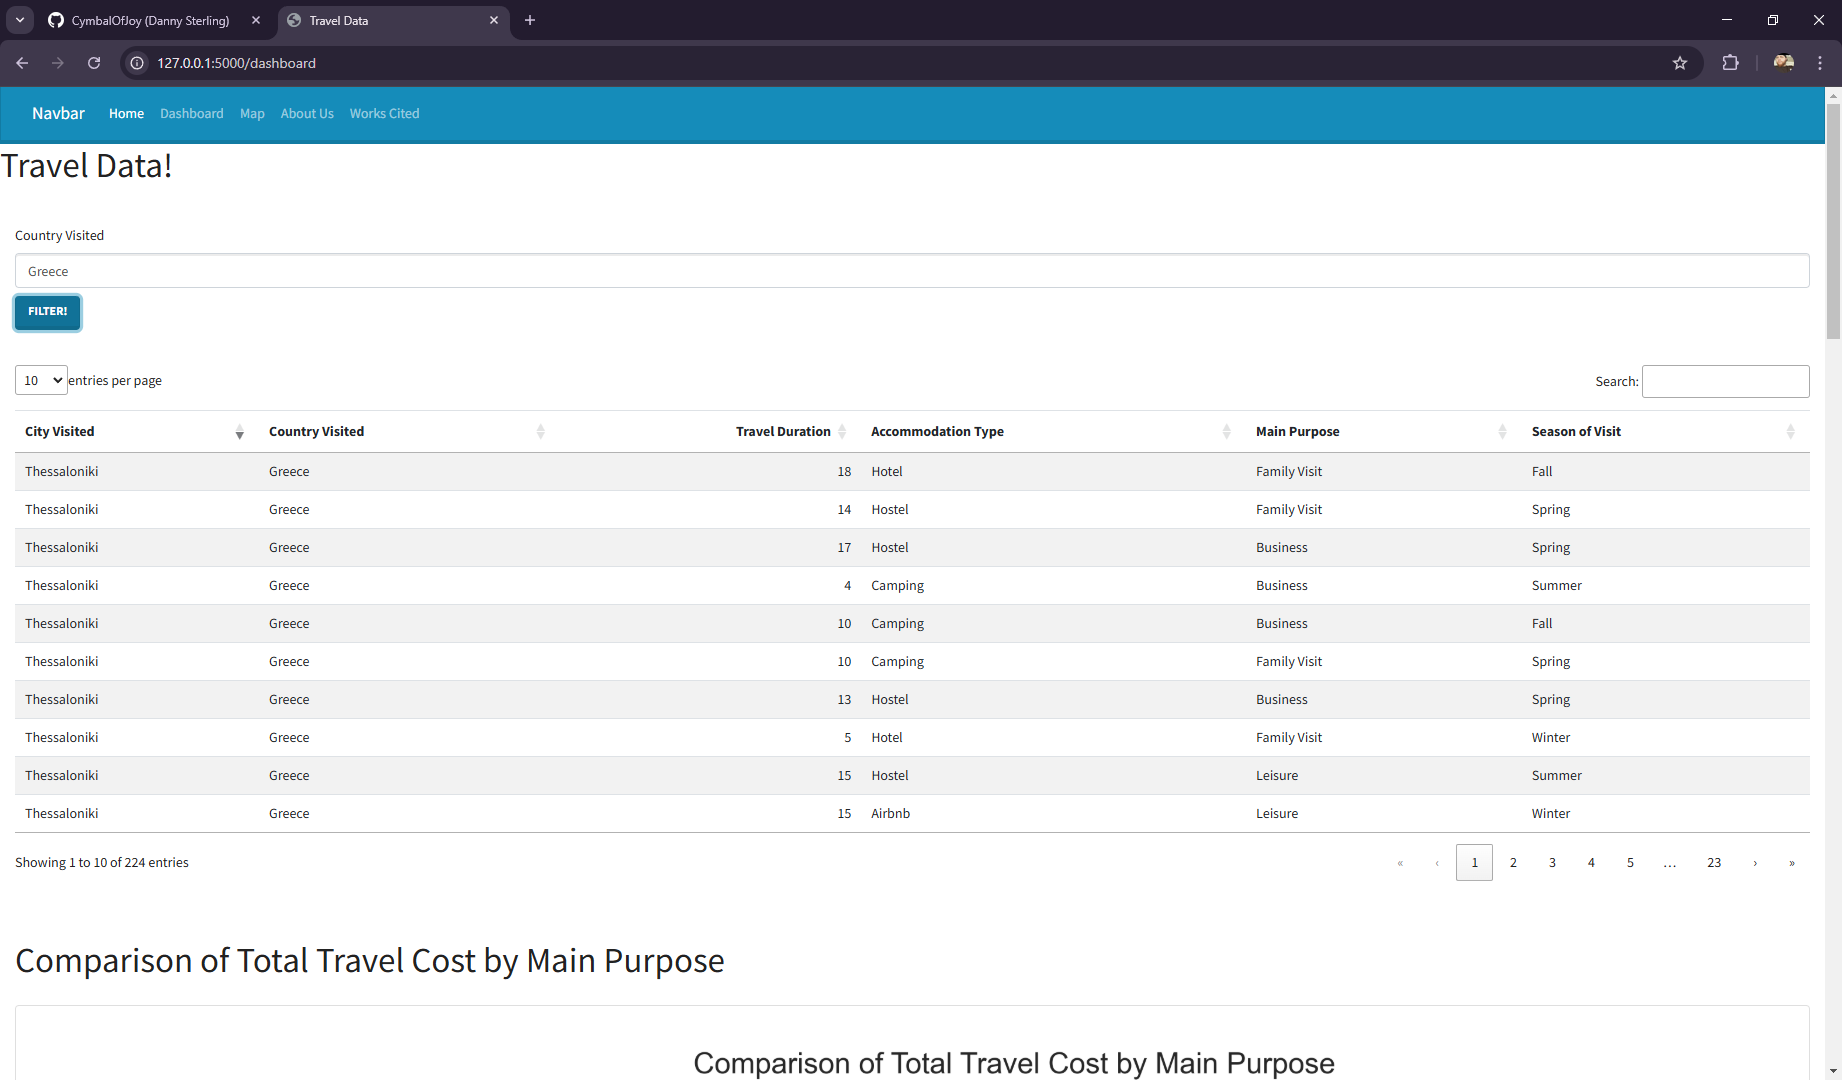 CymbalOfJoy (Danny Sterling) Travel Data
127.0.0.1:5000/dashboard
Navbar Home Dashboard Map About Us Works Cited
Travel Data!
Country Visited
Greece
FILTER!
10 entries per page Search:
City Visited Country Visited Travel Duration Accommodation Type Main Purpose Season of Visit
Thessaloniki Greece 18 Hotel Family Visit Fall
Thessaloniki Greece 14 Hostel Family Visit Spring
Thessaloniki Greece 17 Hostel Business Spring
Thessaloniki Greece 4 Camping Business Summer
Thessaloniki Greece 10 Camping Business Fall
Thessaloniki Greece 10 Camping Family Visit Spring
Thessaloniki Greece 13 Hostel Business Spring
Thessaloniki Greece 5 Hotel Family Visit Winter
Thessaloniki Greece 15 Hostel Leisure Summer
Thessaloniki Greece 15 Airbnb Leisure Winter
Showing 1 to 10 of 224 entries « ‹ 1 2 3 4 5 … 23 › »
Comparison of Total Travel Cost by Main Purpose
Comparison of Total Travel Cost by Main Purpose